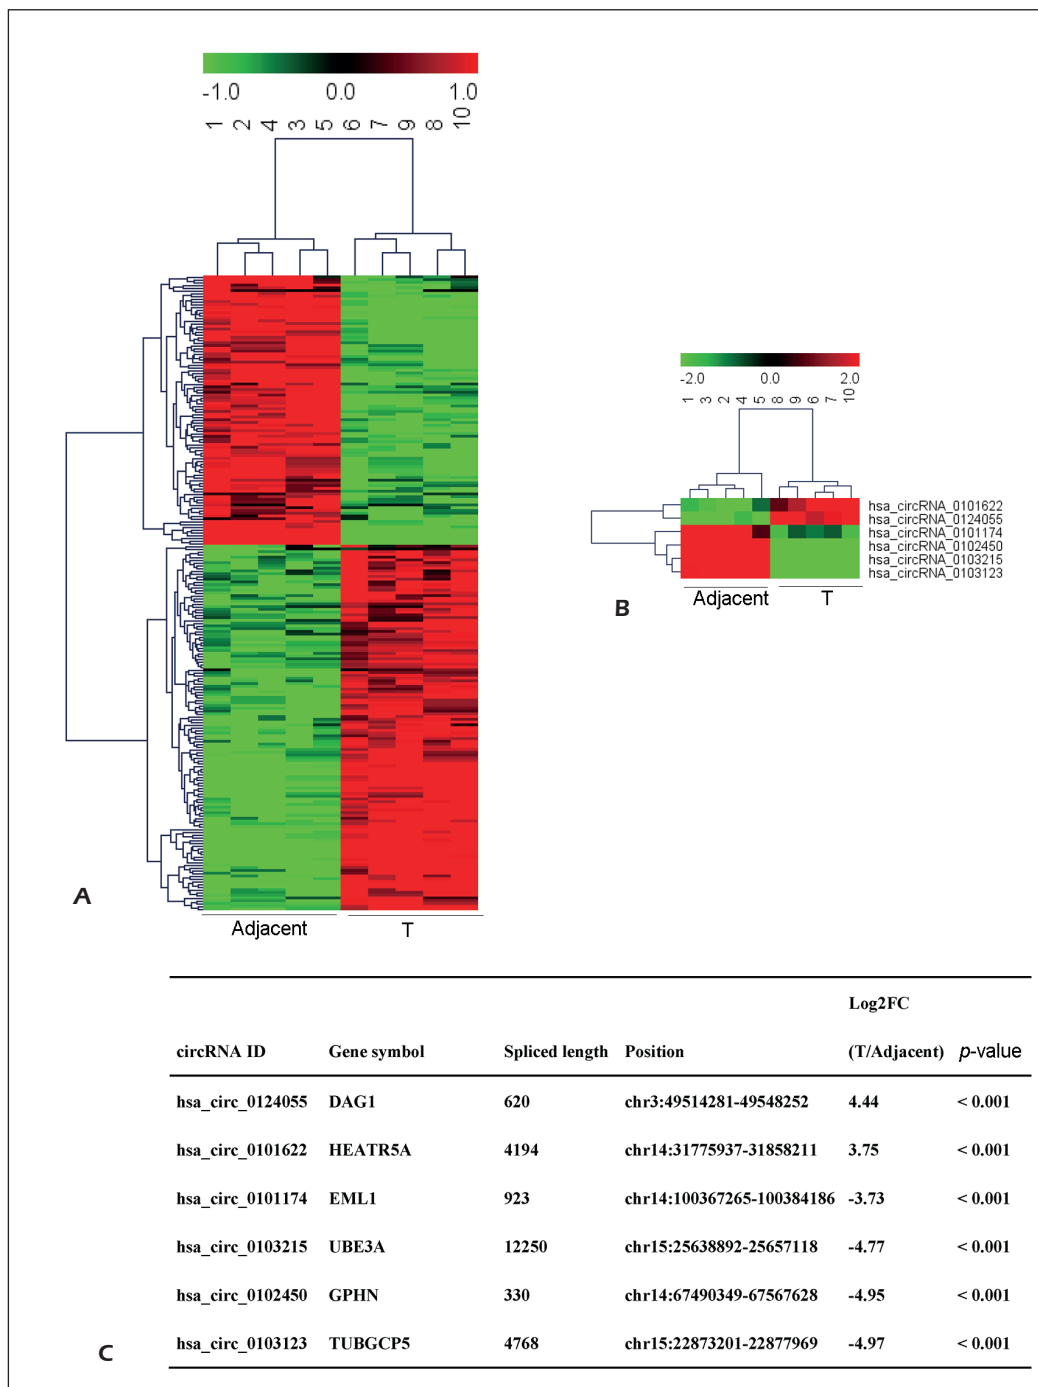 -1.0 0.0 1.0
1 2 4 3 5 6 7 9 8 10
Adjacent T
A
-2.0 0.0 2.0
1 3 2 4 5 8 9 6 7 10
hsa_circRNA_0101622
hsa_circRNA_0124055
hsa_circRNA_0101174
hsa_circRNA_0102450
hsa_circRNA_0103215
hsa_circRNA_0103123
Adjacent T
B
Log2FC
circRNA ID Gene symbol Spliced length Position (T/Adjacent) p-value
hsa_circ_0124055 DAG1 620 chr3:49514281-49548252 4.44 < 0.001
hsa_circ_0101622 HEATR5A 4194 chr14:31775937-31858211 3.75 < 0.001
hsa_circ_0101174 EML1 923 chr14:100367265-100384186 -3.73 < 0.001
hsa_circ_0103215 UBE3A 12250 chr15:25638892-25657118 -4.77 < 0.001
hsa_circ_0102450 GPHN 330 chr14:67490349-67567628 -4.95 < 0.001
hsa_circ_0103123 TUBGCP5 4768 chr15:22873201-22877969 -4.97 < 0.001
C